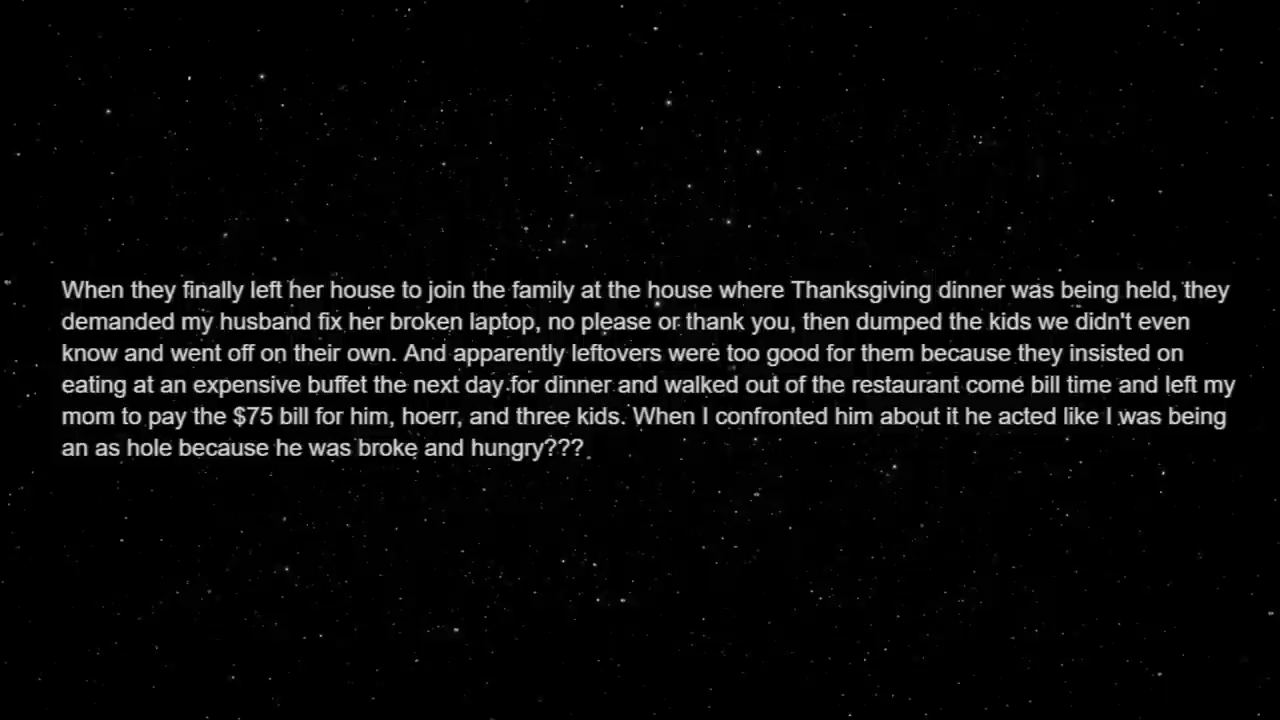 When they finally left her house to join the family at the house where Thanksgiving dinner was being held, they
demanded my husband fix her broken laptop, no please or thank you, then dumped the kids we didn't even
know and went off on their own. And apparently leftovers were too good for them because they insisted on
eating at an expensive buffet the next day for dinner and walked out of the restaurant come bill time and left my
mom to pay the $75 bill for him, hoerr, and three kids. When I confronted him about it he acted like I was being
an as hole because he was broke and hungry???